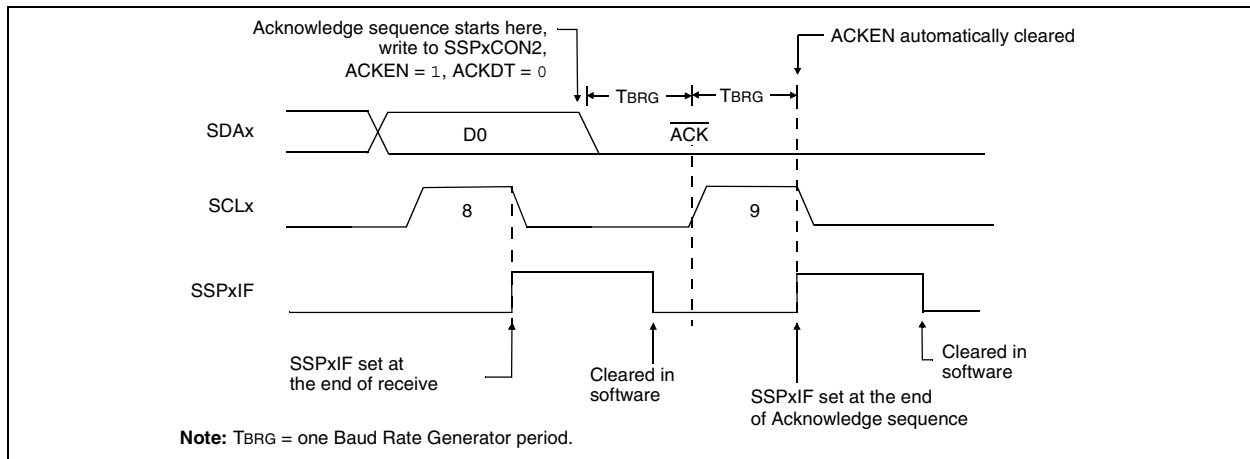 Acknowledge sequence starts here,
write to SSPxCON2,
ACKEN = 1, ACKDT = 0
ACKEN automatically cleared
TBRG
TBRG
SDAx
D0
ACK
SCLx
8
9
SSPxIF
SSPxIF set at
the end of receive
Cleared in
software
SSPxIF set at the end
of Acknowledge sequence
Cleared in
software
Note: TBRG = one Baud Rate Generator period.